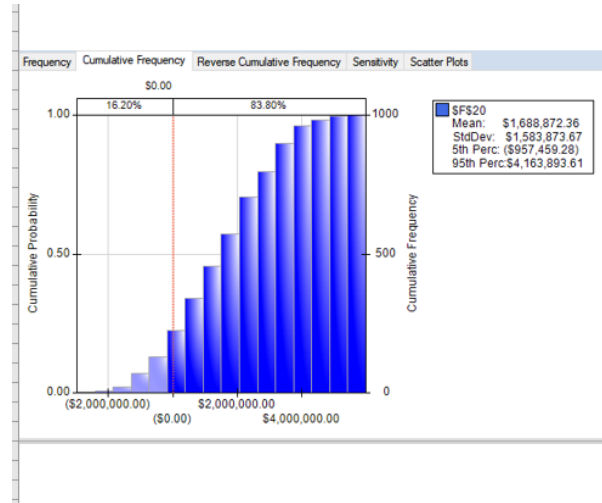 Frequency Cumulative Frequency Reverse Cumulative Frequency Sensitivity Scatter Plots
$0.00
16.20% 83.80%
1.00 1000
0.50 500
0.00 0
Cumulative Probability
Cumulative Frequency
($2,000,000.00) $2,000,000.00
($0.00) $4,000,000.00
$F$20
Mean: $1,688,872.36
StdDev: $1,583,873.67
5th Perc: ($957,459.28)
95th Perc:$4,163,893.61